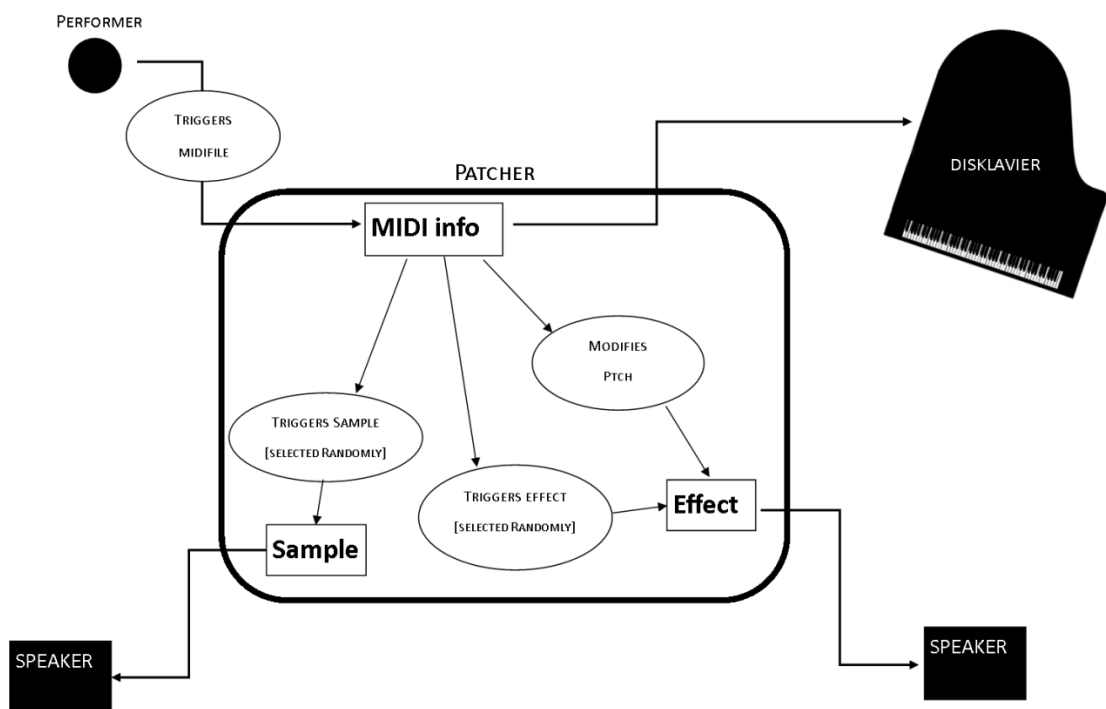 Performer
Triggers
midifile
Patcher
MIDI info
DISKLAVIER
Modifies
Ptch
Triggers Sample
[selected Randomly]
Triggers effect
[selected Randomly]
Effect
Sample
SPEAKER
SPEAKER